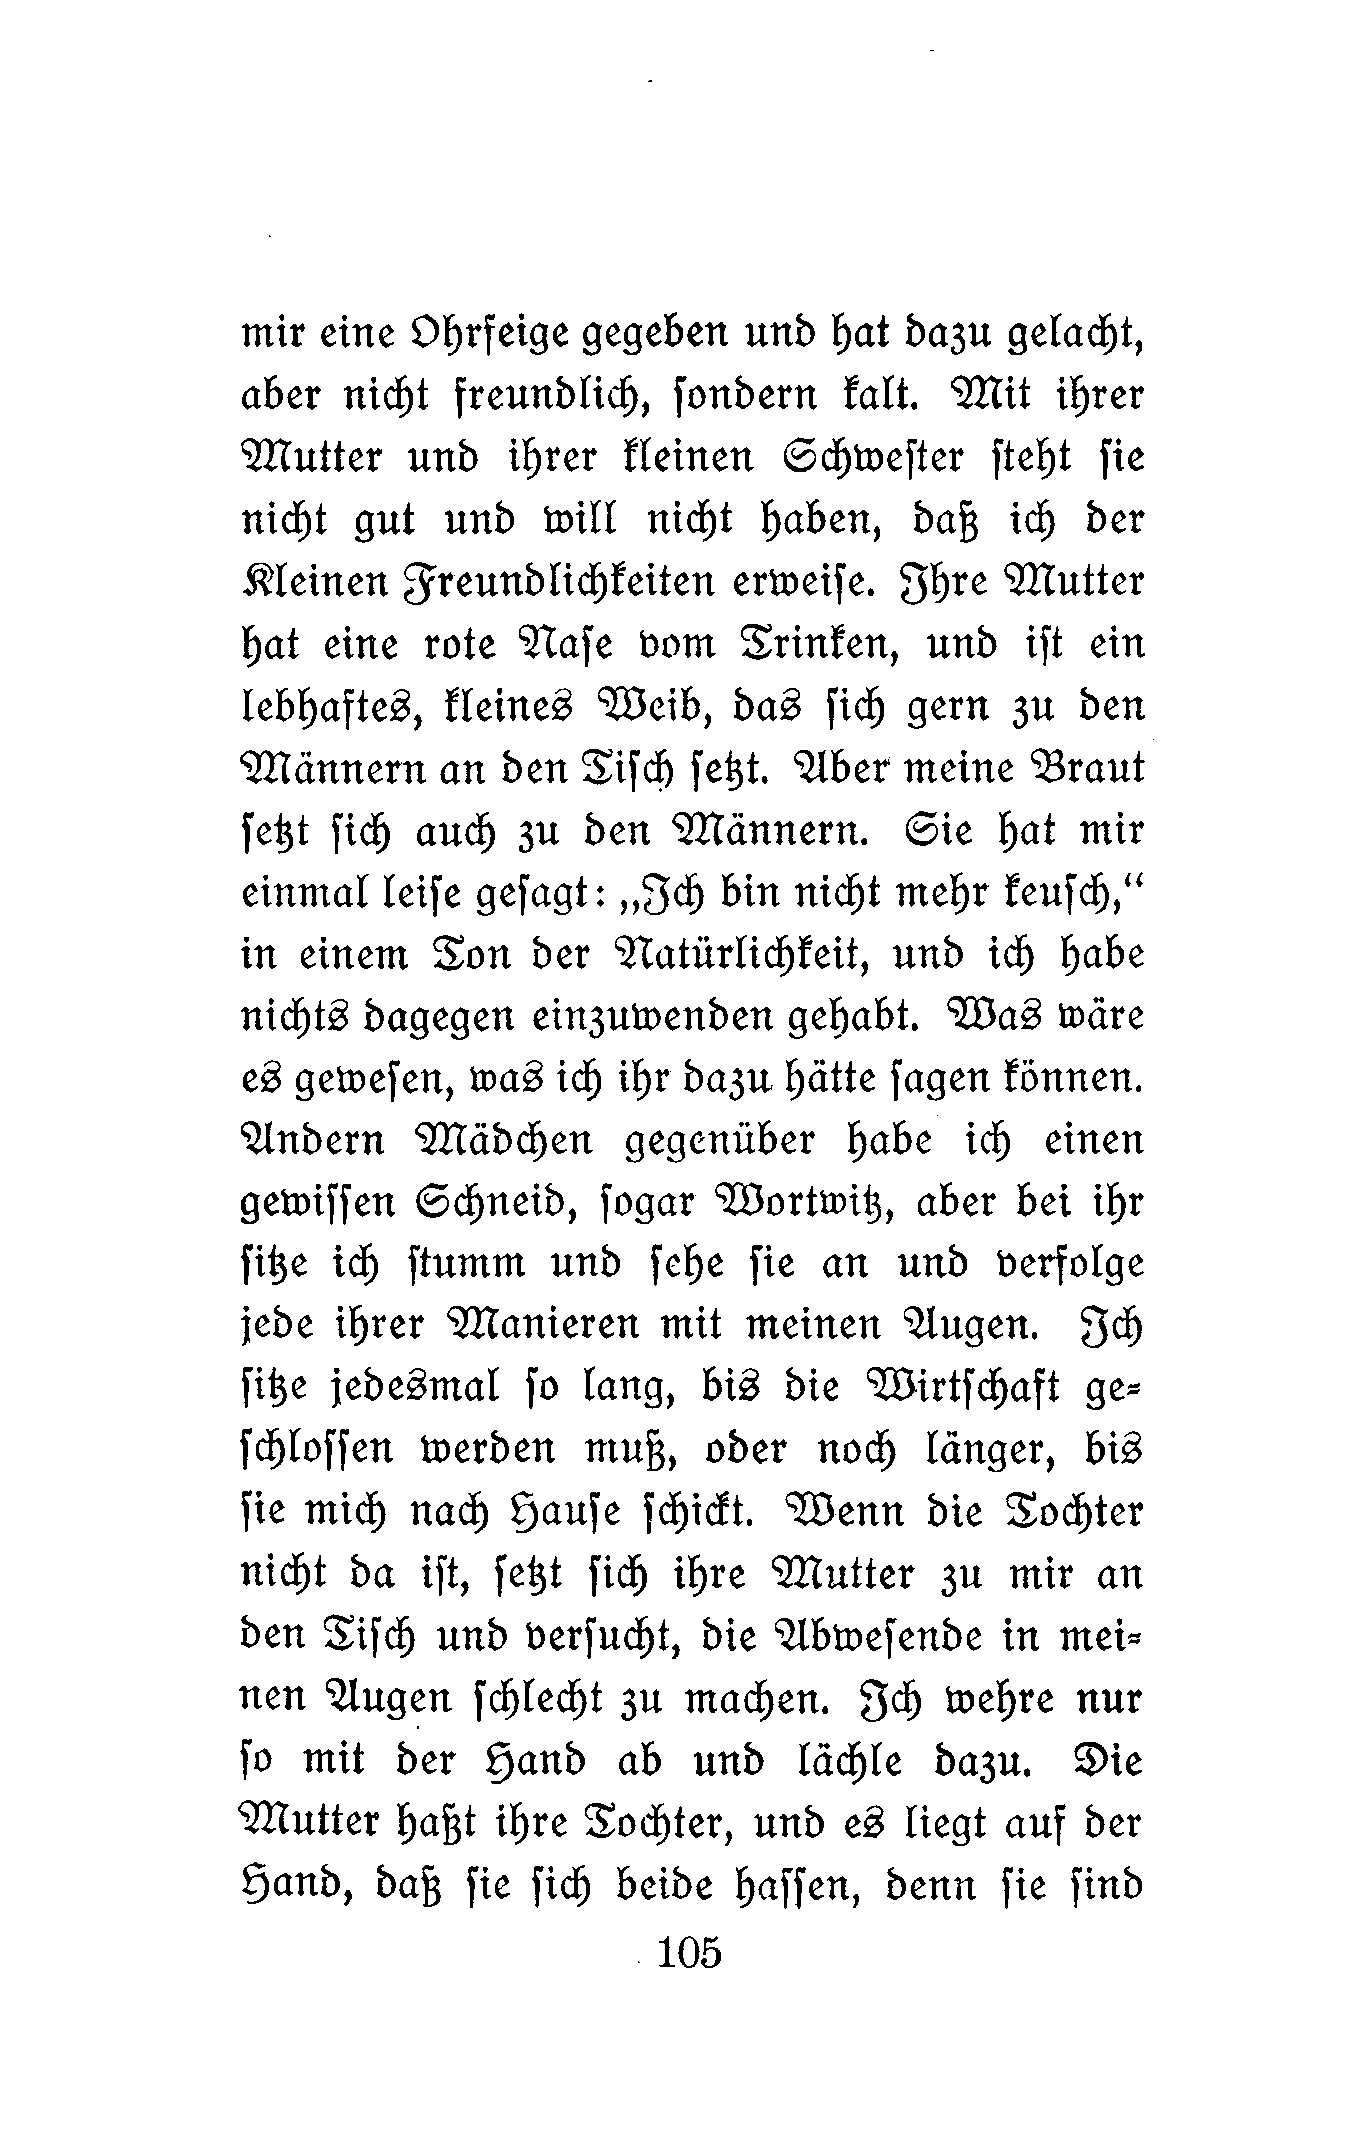 mir eine Ohrfeige gegeben und hat dazu gelacht,
aber nicht freundlich, ſondern kalt. Mit ihrer
Mutter und ihrer kleinen Schweſter ſteht ſie
nicht gut und will nicht haben, daß ich der
Kleinen Freundlichkeiten erweiſe. Ihre Mutter
hat eine rote Naſe vom Trinken, und iſt ein
lebhaftes, kleines Weib, das ſich gern zu den
Männern an den Tiſch ſetzt. Aber meine Braut
ſetzt ſich auch zu den Männern. Sie hat mir
einmal leiſe geſagt: „Ich bin nicht mehr keuſch,“
in einem Ton der Natürlichkeit, und ich habe
nichts dagegen einzuwenden gehabt. Was wäre
es geweſen, was ich ihr dazu hätte ſagen können.
Andern Mädchen gegenüber habe ich einen
gewiſſen Schneid, ſogar Wortwitz, aber bei ihr
ſitze ich ſtumm und ſehe ſie an und verfolge
jede ihrer Manieren mit meinen Augen. Ich
ſitze jedesmal ſo lang, bis die Wirtſchaft ge⸗
ſchloſſen werden muß, oder noch länger, bis
ſie mich nach Hauſe ſchickt. Wenn die Tochter
nicht da iſt, ſetzt ſich ihre Mutter zu mir an
den Tiſch und verſucht, die Abweſende in mei⸗
nen Augen ſchlecht zu machen. Ich wehre nur
ſo mit der Hand ab und lächle dazu. Die
Mutter haßt ihre Tochter, und es liegt auf der
Hand, daß ſie ſich beide haſſen, denn ſie ſind
105